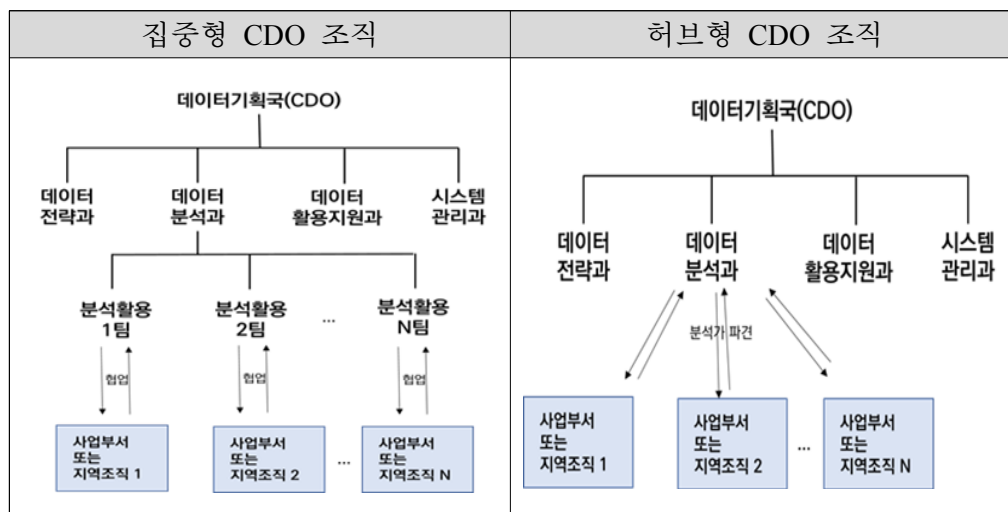 집중형 CDO 조직
데이터기획국(CDO)
데이터
전략과
데이터
분석과
데이터
활용지원과
시스템
관리과
분석활용
1팀
분석활용
2팀
...
분석활용
N팀
협업
협업
협업
사업부서
또는
지역조직 1
사업부서
또는
지역조직 2
...
사업부서
또는
지역조직 N
허브형 CDO 조직
데이터기획국(CDO)
데이터
전략과
데이터
분석과
데이터
활용지원과
시스템
관리과
분석가 파견
사업부서
또는
지역조직 1
사업부서
또는
지역조직 2
...
사업부서
또는
지역조직 N